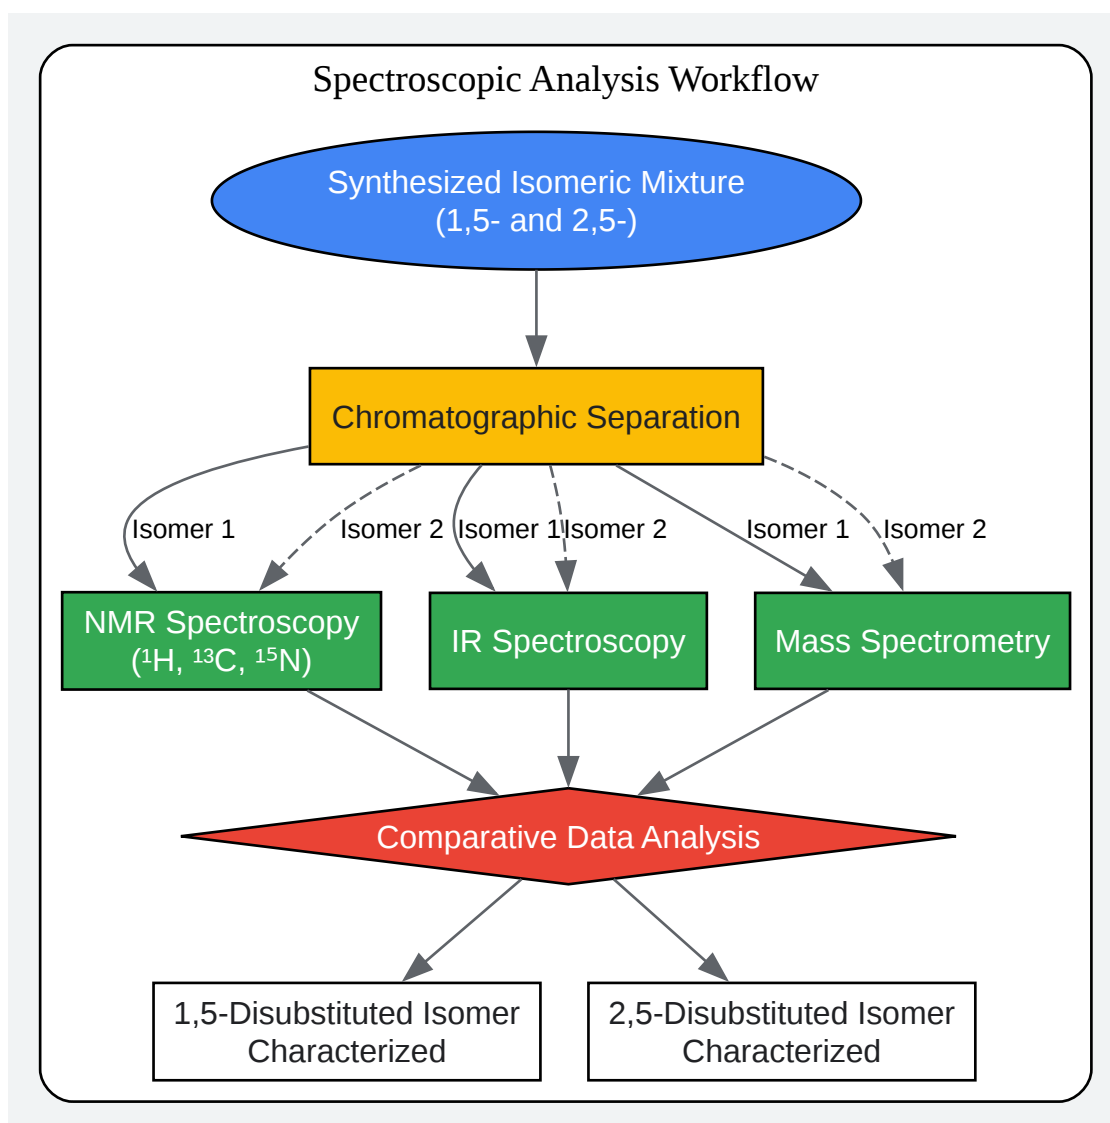 Spectroscopic Analysis Workflow
Synthesized Isomeric Mixture
(1,5- and 2,5-)
Chromatographic Separation
Isomer 1
Isomer 2
Isomer 1
Isomer 2
Isomer 1
Isomer 2
NMR Spectroscopy
(¹H, ¹³C, ¹⁵N)
IR Spectroscopy
Mass Spectrometry
Comparative Data Analysis
1,5-Disubstituted Isomer
Characterized
2,5-Disubstituted Isomer
Characterized